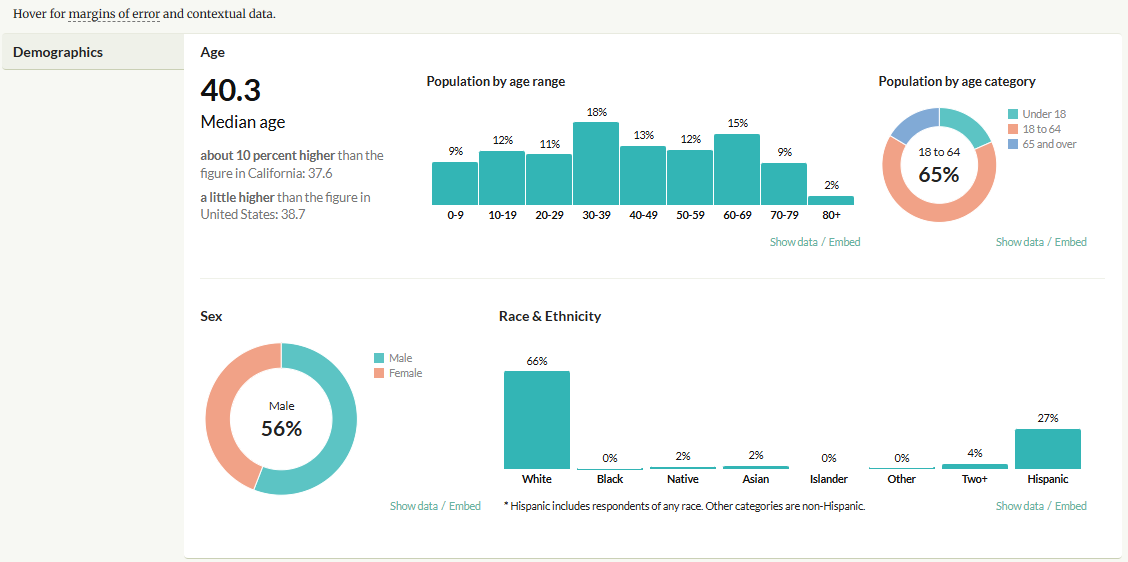 Hover for margins of error and contextual data.
Demographics
Age
40.3
Median age
about 10 percent higher than the
figure in California: 37.6
a little higher than the figure in
United States: 38.7
Population by age range
9%
12%
11%
18%
13%
12%
15%
9%
2%
0-9
10-19
20-29
30-39
40-49
50-59
60-69
70-79
80+
Show data / Embed
Population by age category
18 to 64
65%
Under 18
18 to 64
65 and over
Show data / Embed
Sex
Male
56%
Male
Female
Show data / Embed
Race & Ethnicity
66%
0%
2%
2%
0%
0%
4%
27%
White
Black
Native
Asian
Islander
Other
Two+
Hispanic
* Hispanic includes respondents of any race. Other categories are non-Hispanic.
Show data / Embed